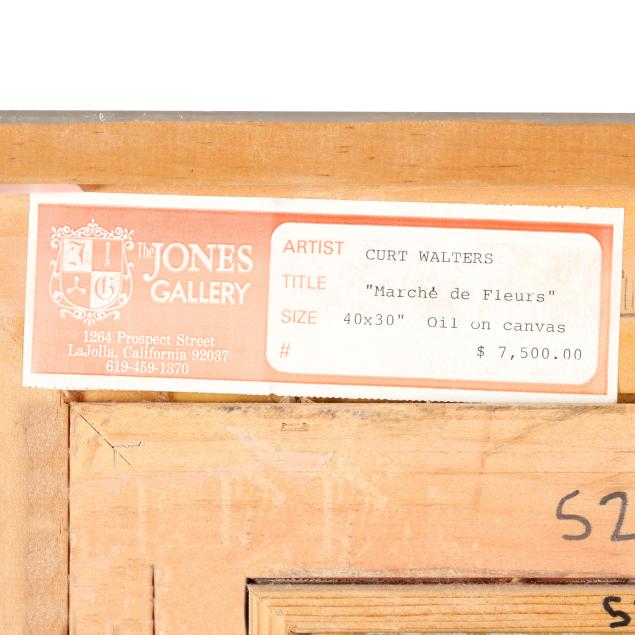 The JONES
GALLERY
1264 Prospect Street
LaJolla, California 92037
619-459-1370
ARTIST CURT WALTERS
TITLE "Marché de Fleurs"
SIZE 40x30" Oil on canvas
# $ 7,500.00
52